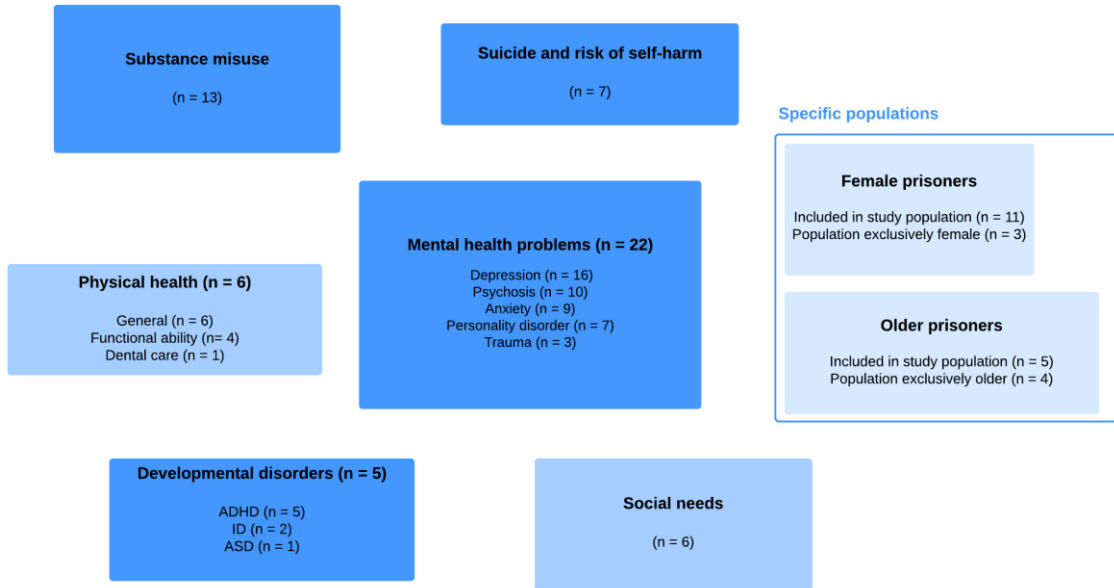 Substance misuse
(n = 13)
Suicide and risk of self-harm
(n = 7)
Specific populations
Female prisoners
Included in study population (n = 11)
Population exclusively female (n = 3)
Mental health problems (n = 22)
Depression (n = 16)
Psychosis (n = 10)
Anxiety (n = 9)
Personality disorder (n = 7)
Trauma (n = 3)
Physical health (n = 6)
General (n = 6)
Functional ability (n= 4)
Dental care (n = 1)
Older prisoners
Included in study population (n = 5)
Population exclusively older (n = 4)
Developmental disorders (n = 5)
ADHD (n = 5)
ID (n = 2)
ASD (n = 1)
Social needs
(n = 6)